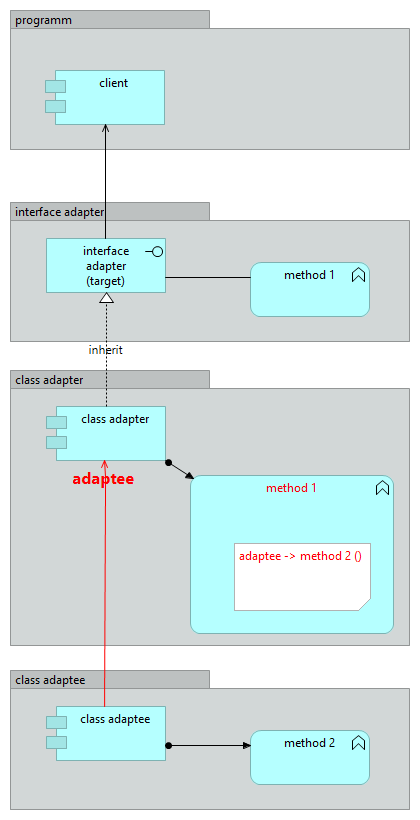 programm
client
interface adapter
interface
adapter
(target)
method 1
inherit
class adapter
class adapter
adaptee
method 1
adaptee -> method 2 ()
class adaptee
class adaptee
method 2